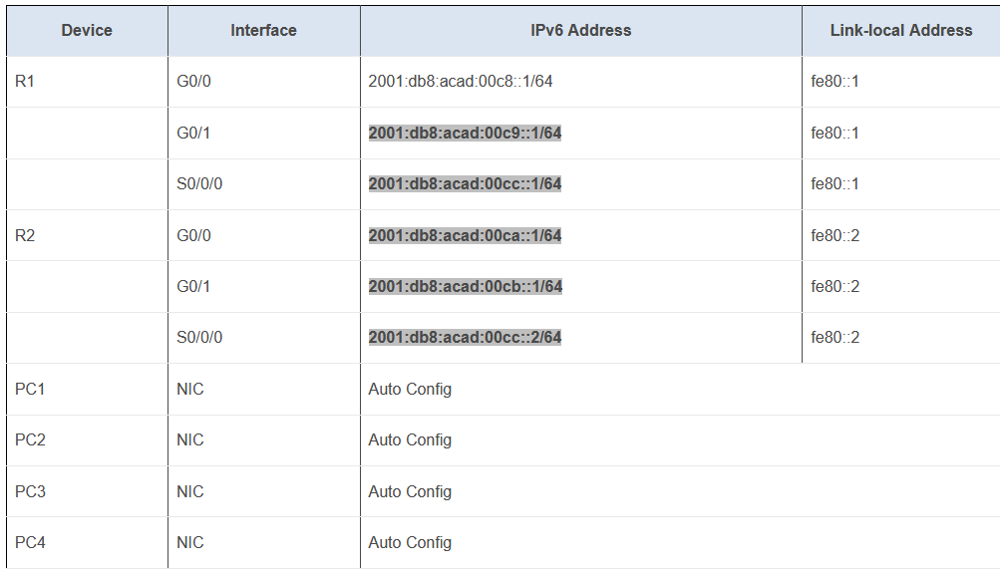 Device Interface IPv6 Address Link-local Address
R1 G0/0 2001:db8:acad:00c8::1/64 fe80::1
G0/1 2001:db8:acad:00c9::1/64 fe80::1
S0/0/0 2001:db8:acad:00cc::1/64 fe80::1
R2 G0/0 2001:db8:acad:00ca::1/64 fe80::2
G0/1 2001:db8:acad:00cb::1/64 fe80::2
S0/0/0 2001:db8:acad:00cc::2/64 fe80::2
PC1 NIC Auto Config
PC2 NIC Auto Config
PC3 NIC Auto Config
PC4 NIC Auto Config